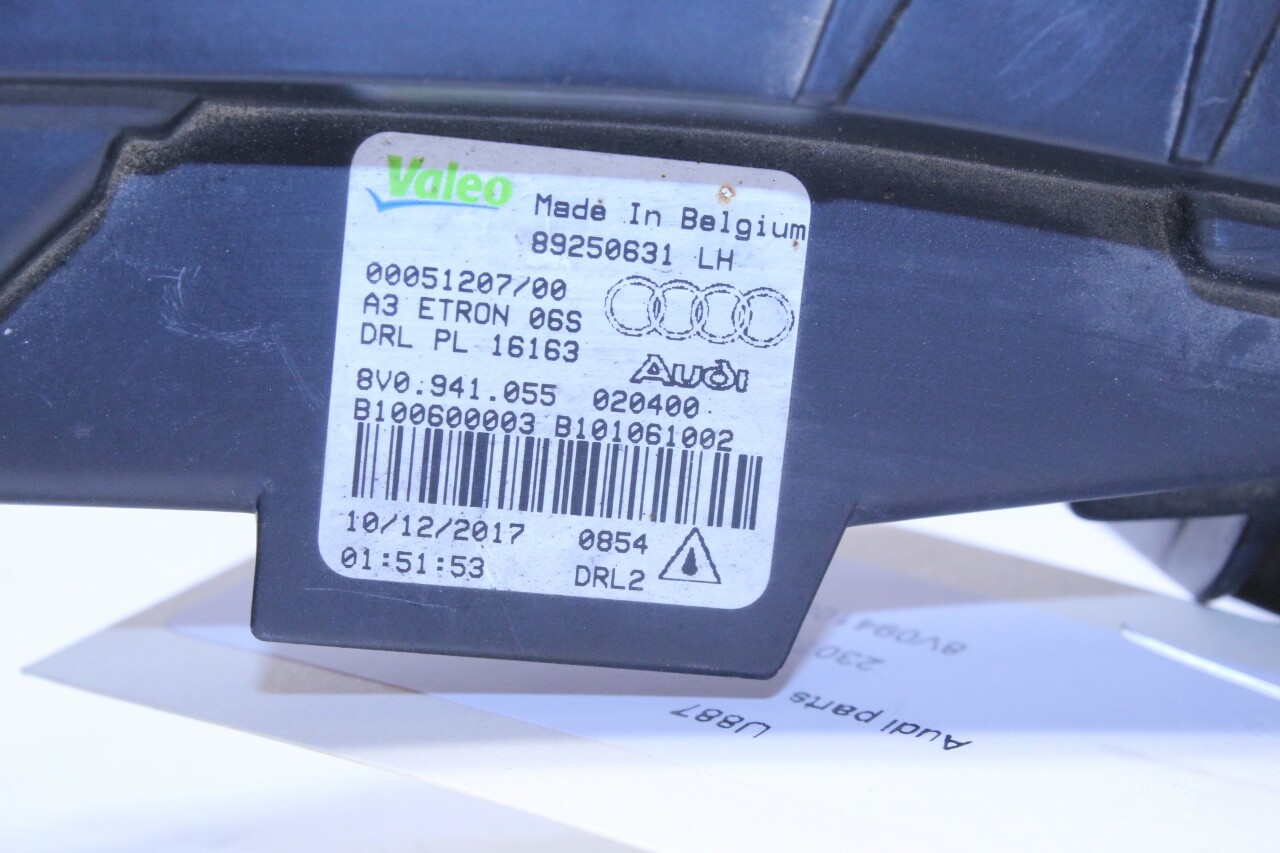 Valeo
Made In Belgium
89250631 LH
00051207/00
A3 ETRON 06S
DRL PL 16163
Audi
8V0.941.055 020400
B100600003 B101061002
10/12/2017 0854
01:51:53 DRL2
Audi parts
U887